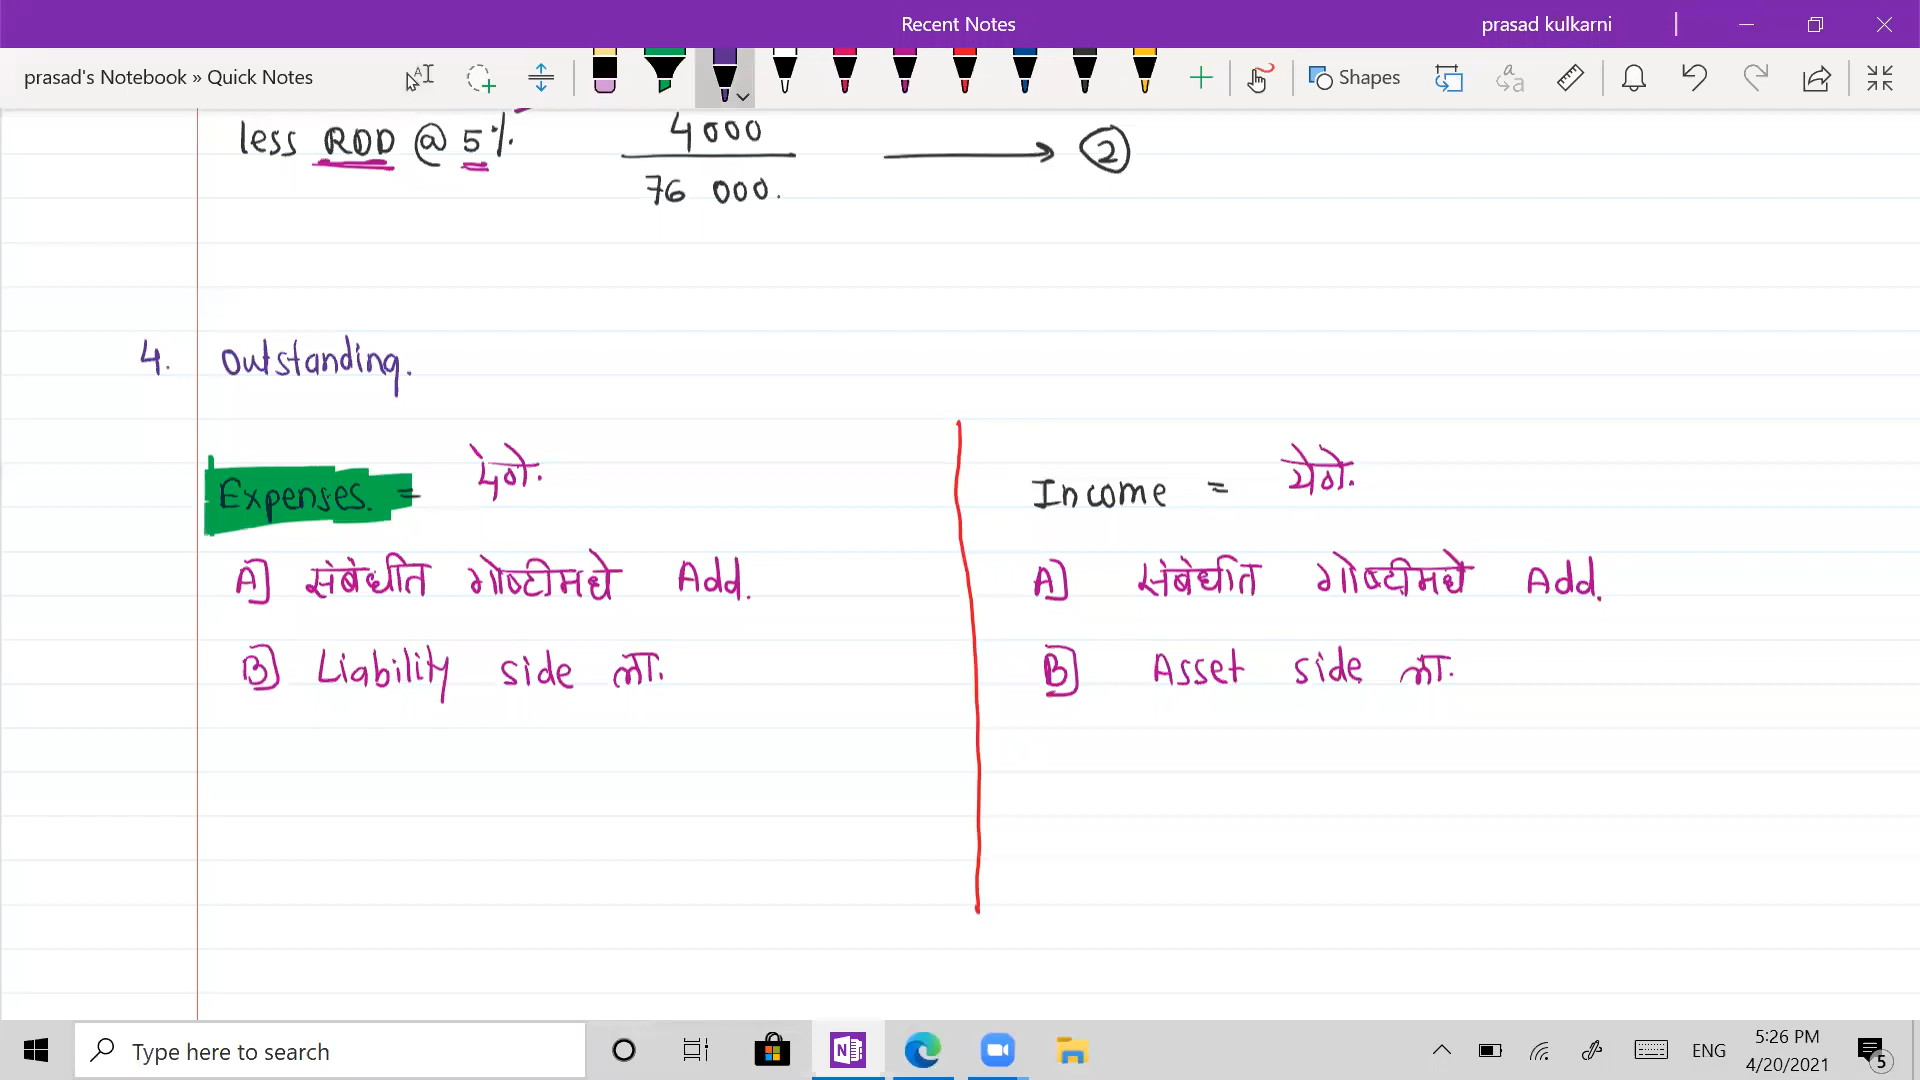 Recent Notes
prasad kulkarni
prasad's Notebook » Quick Notes
Shapes
less RDD @ 5%. 4000 → 2
76 000.
4. Outstanding.
Expenses. = देणे. Income = येणे.
A] संबंधीत गोष्टीमधे Add. A] संबंधीत गोष्टीमधे Add.
B] Liability side ला. B] Asset side ला.
Type here to search
ENG
5:26 PM
4/20/2021
5